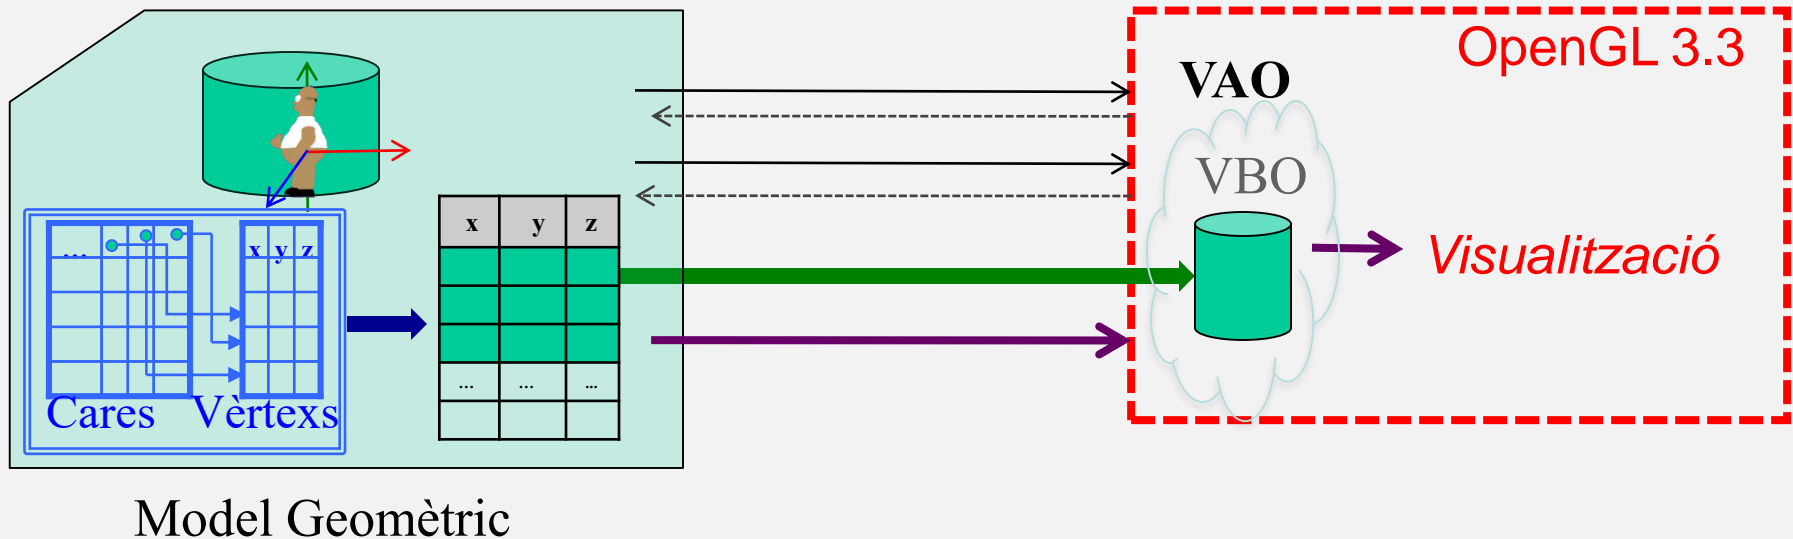 OpenGL 3.3
VAO
VBO
x y z
... x y z
Visualització
... ... ...
Cares Vèrtexs
Model Geomètric